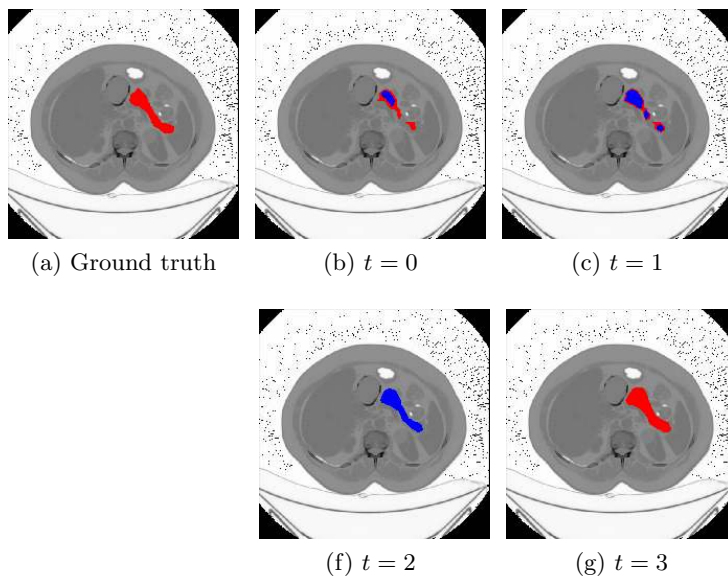 (a) Ground truth
(b) t = 0
(c) t = 1
(f) t = 2
(g) t = 3